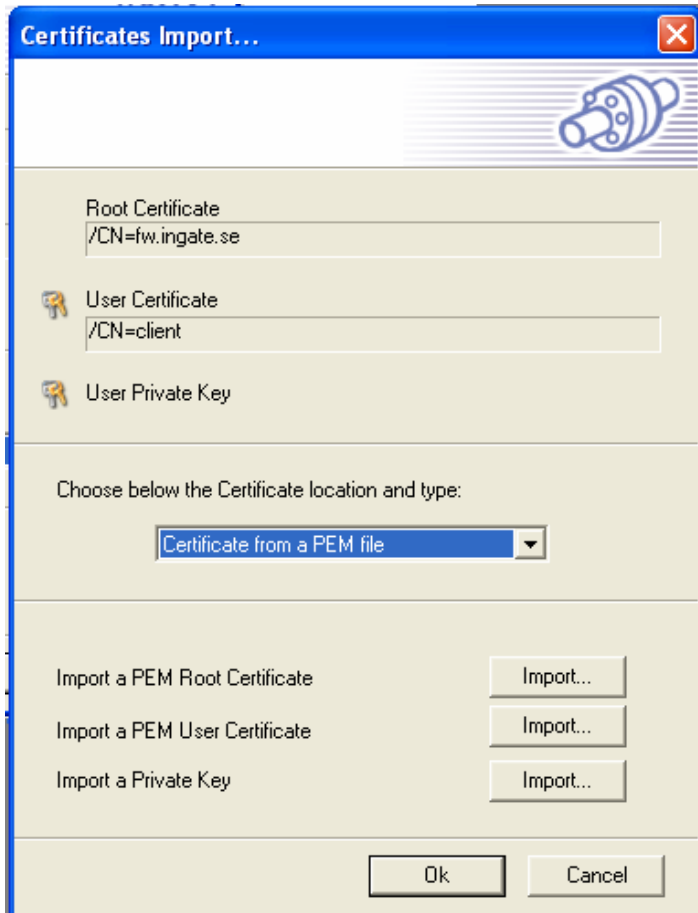 Certificates Import...
Root Certificate
/CN=fw.ingate.se
User Certificate
/CN=client
User Private Key
Choose below the Certificate location and type:
Certificate from a PEM file
Import a PEM Root Certificate
Import...
Import a PEM User Certificate
Import...
Import a Private Key
Import...
Ok
Cancel